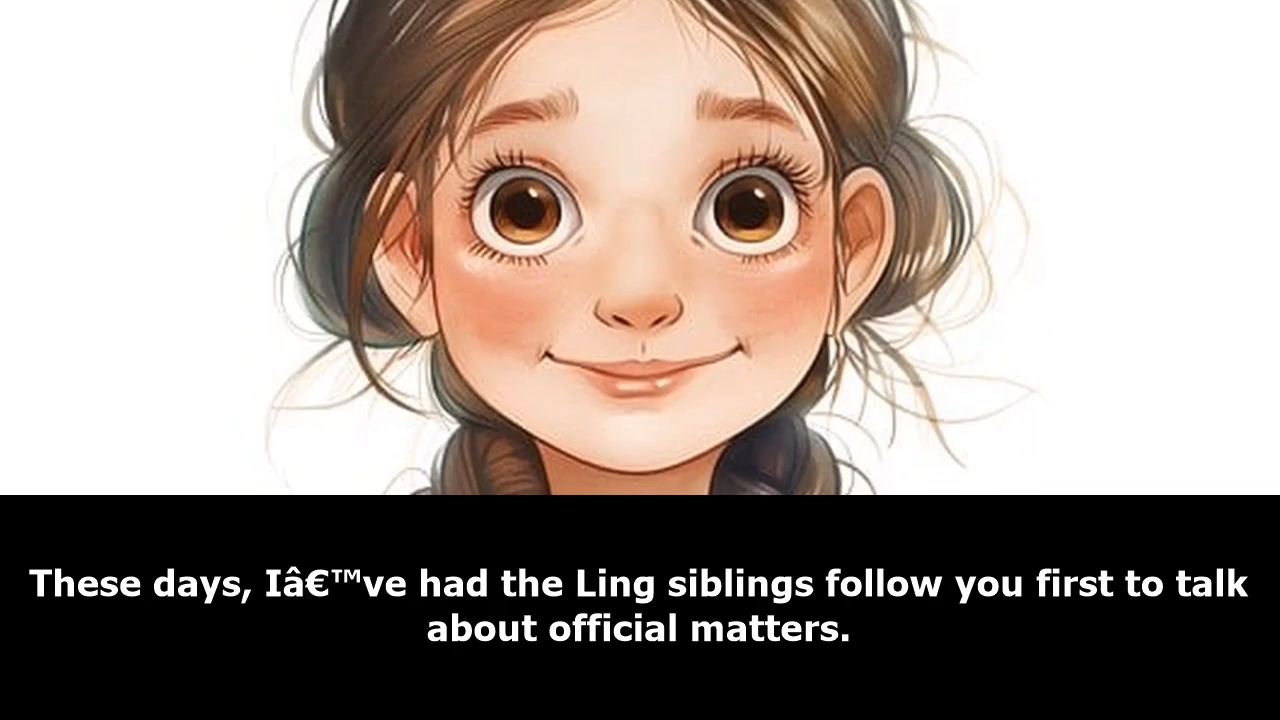 These days, Iâ€™ve had the Ling siblings follow you first to talk
about official matters.